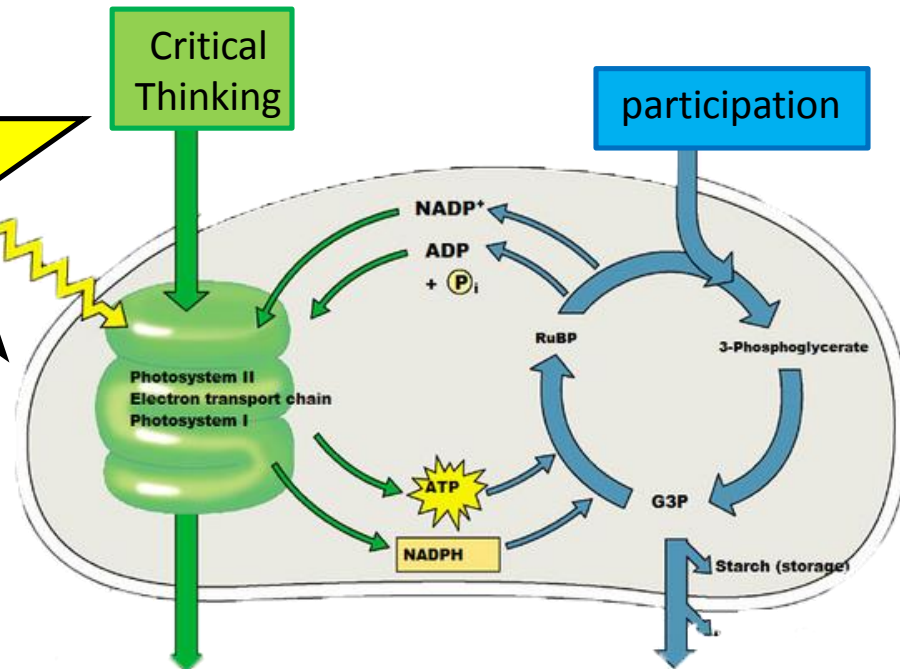 Critical
Thinking
participation
NADP+
ADP
+ Pi
RuBP
3-Phosphoglycerate
Photosystem II
Electron transport chain
Photosystem I
ATP
G3P
NADPH
Starch (storage)